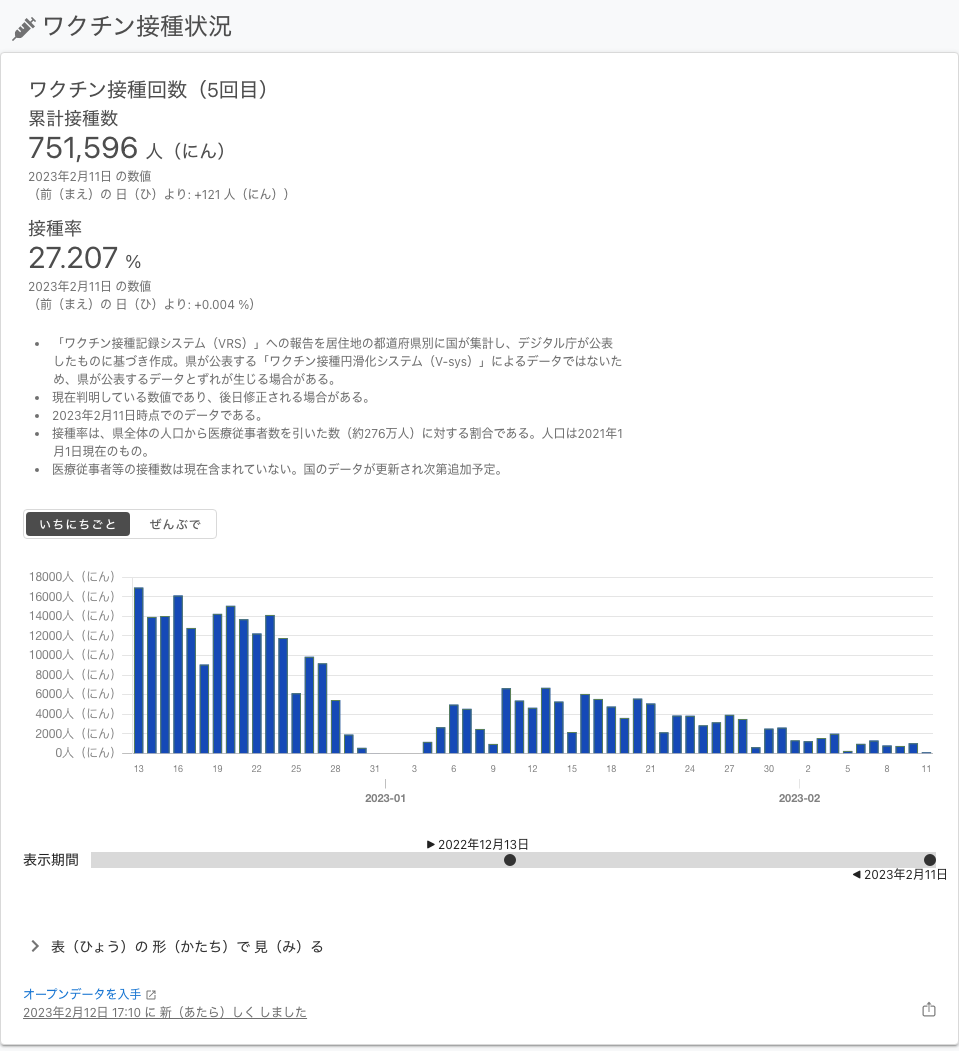 ワクチン接種状況
ワクチン接種回数（5回目）
累計接種数
751,596 人（にん）
2023年2月11日 の数値
（前（まえ）の 日（ひ）より: +121 人（にん））
接種率
27.207 %
2023年2月11日 の数値
（前（まえ）の 日（ひ）より: +0.004 %）
• 「ワクチン接種記録システム（VRS）」への報告を居住地の都道府県別に国が集計し、デジタル庁が公表
したものに基づき作成。県が公表する「ワクチン接種円滑化システム（V-sys）」によるデータではないた
め、県が公表するデータとずれが生じる場合がある。
• 現在判明している数値であり、後日修正される場合がある。
• 2023年2月11日時点でのデータである。
• 接種率は、県全体の人口から医療従事者数を引いた数（約276万人）に対する割合である。人口は2021年1
月1日現在のもの。
• 医療従事者等の接種数は現在含まれていない。国のデータが更新され次第追加予定。
いちにちごと ぜんぶで
18000人（にん）
16000人（にん）
14000人（にん）
12000人（にん）
10000人（にん）
8000人（にん）
6000人（にん）
4000人（にん）
2000人（にん）
0人（にん）
13 16 19 22 25 28 31 3 6 9 12 15 18 21 24 27 30 2 5 8 11
2023-01 2023-02
▶ 2022年12月13日
表示期間
◀ 2023年2月11日
表（ひょう）の 形（かたち）で 見（み）る
オープンデータを入手
2023年2月12日 17:10 に 新（あたら）しく しました